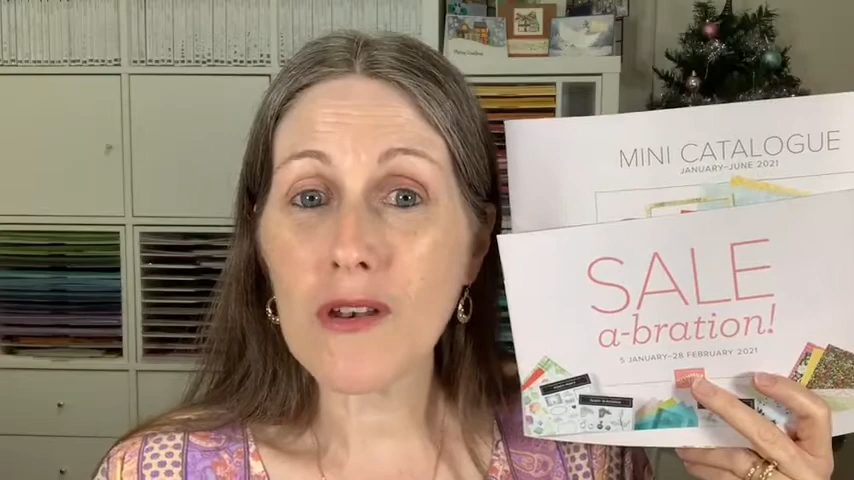 MINI CATALOGUE
JANUARY–JUNE 2021
SALE
a-bration!
5 JANUARY–28 FEBRUARY 2021